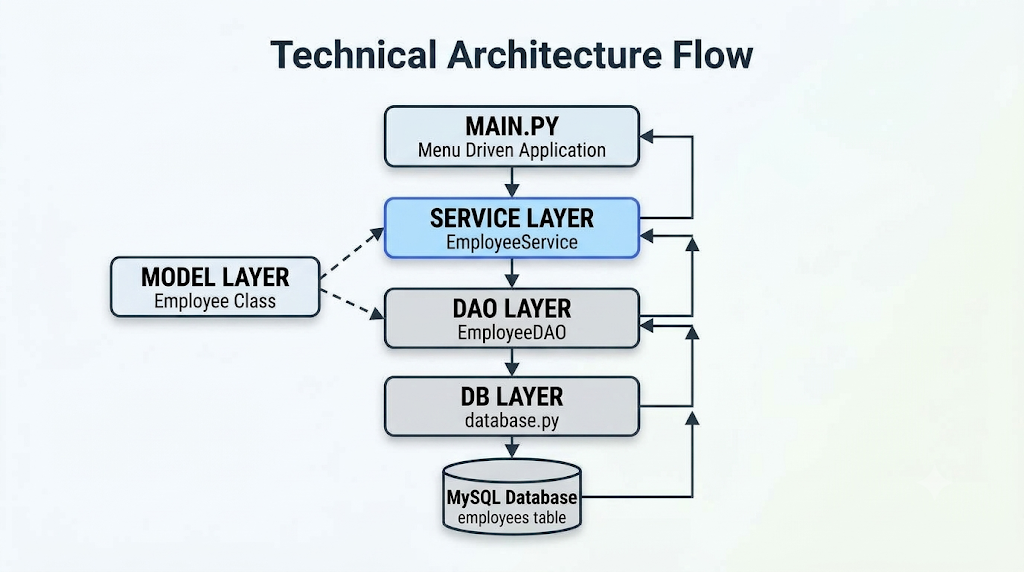 Technical Architecture Flow
MAIN.PY
Menu Driven Application
SERVICE LAYER
EmployeeService
MODEL LAYER
Employee Class
DAO LAYER
EmployeeDAO
DB LAYER
database.py
MySQL Database
employees table